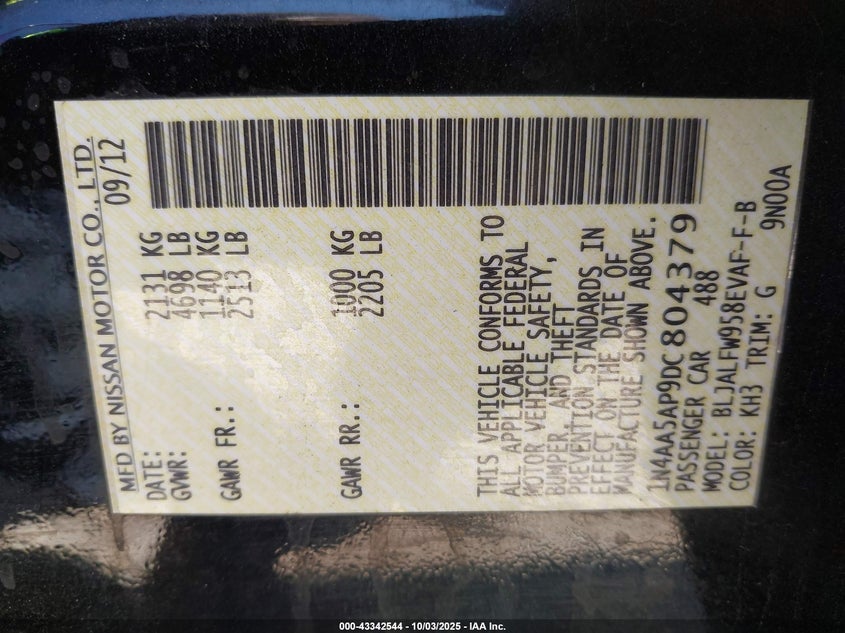 MFD BY NISSAN MOTOR CO., LTD.
DATE: 09/12
GVWR: 2131 KG
4698 LB
GAWR FR.: 1140 KG
2513 LB
GAWR RR.: 1000 KG
2205 LB
THIS VEHICLE CONFORMS TO
ALL APPLICABLE FEDERAL
MOTOR VEHICLE SAFETY,
BUMPER, AND THEFT
PREVENTION STANDARDS IN
EFFECT ON THE DATE OF
MANUFACTURE SHOWN ABOVE.
1N4AA5AP9DC804379
PASSENGER CAR 488
MODEL: BLJALFW958EVAF-F-B
COLOR: KH3 TRIM: G 9N00A
000-43342544 - 10/03/2025 - IAA Inc.